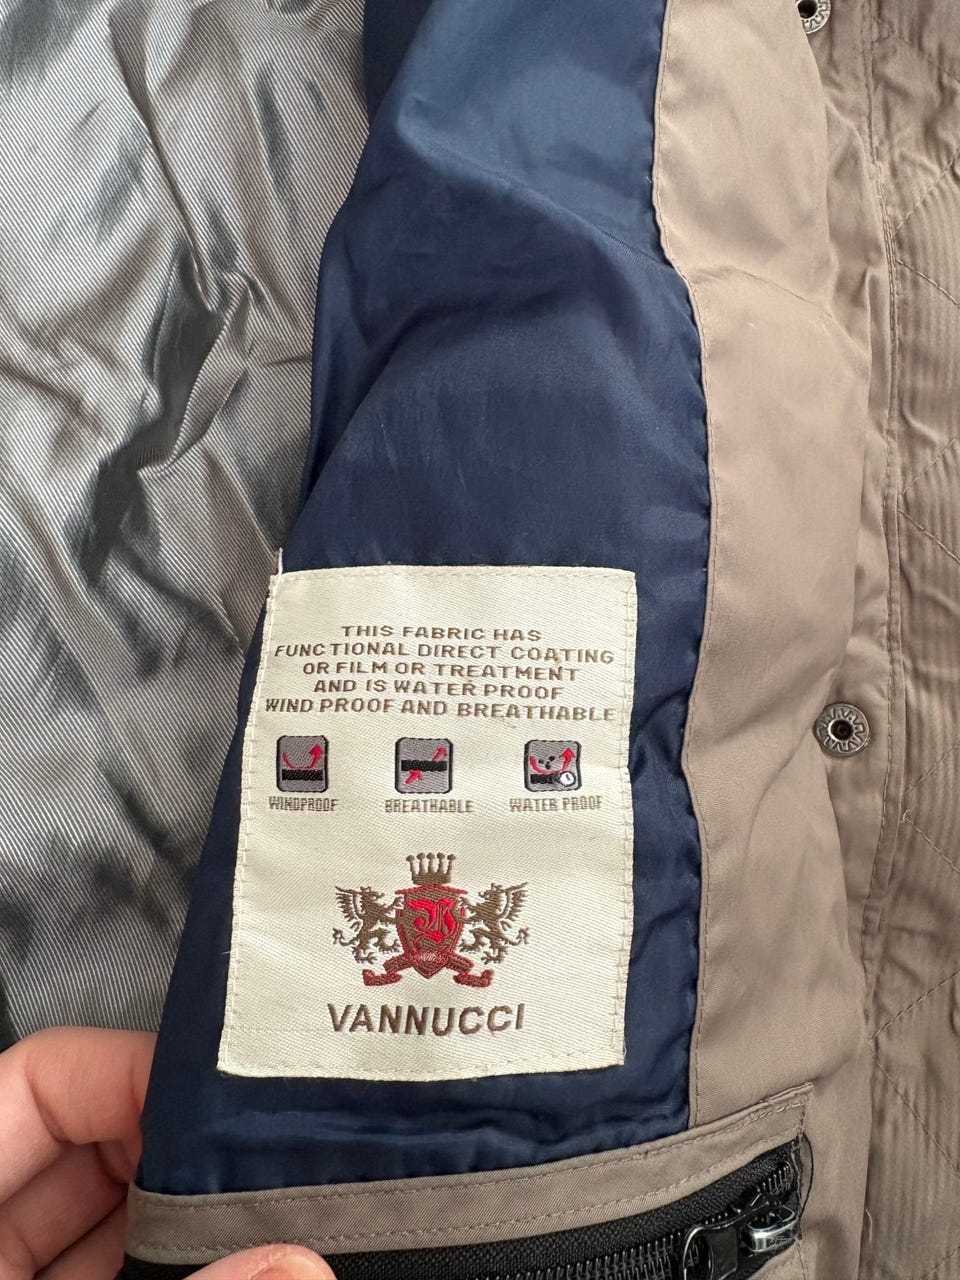 THIS FABRIC HAS
FUNCTIONAL DIRECT COATING
OR FILM OR TREATMENT
AND IS WATER PROOF
WIND PROOF AND BREATHABLE
WINDPROOF BREATHABLE WATER PROOF
VANNUCCI